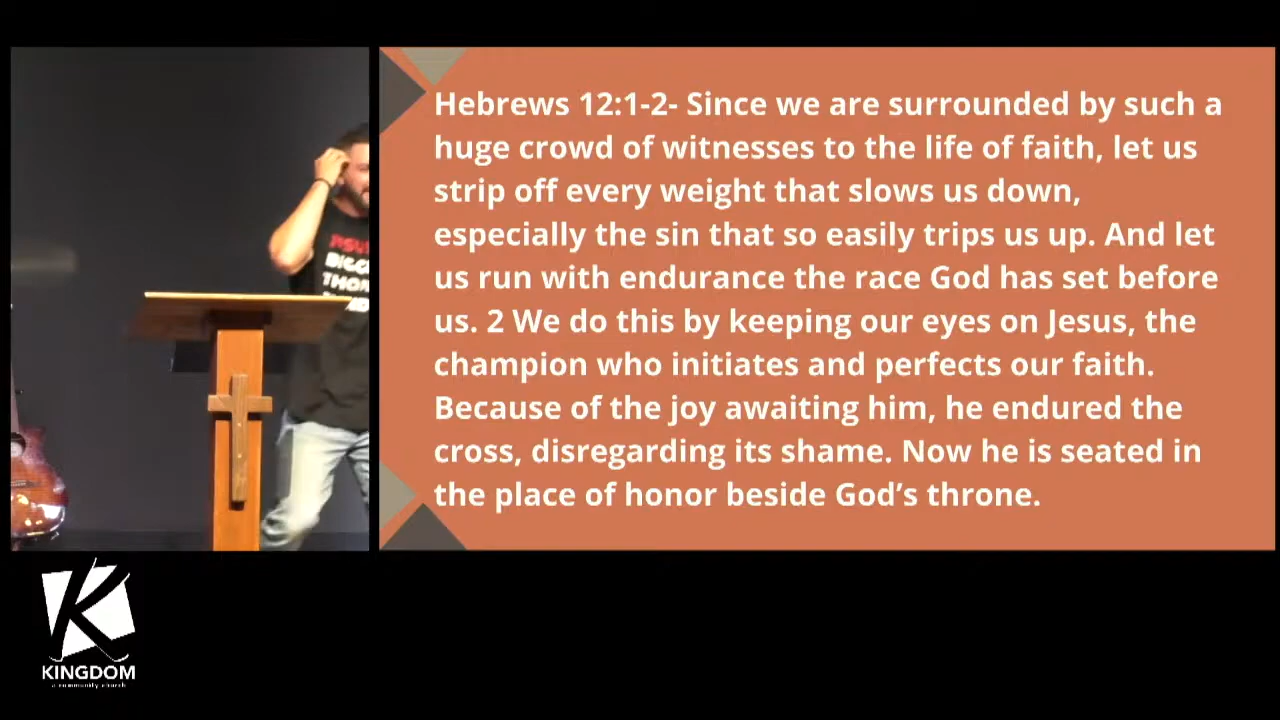 Hebrews 12:1-2- Since we are surrounded by such a
huge crowd of witnesses to the life of faith, let us
strip off every weight that slows us down,
especially the sin that so easily trips us up. And let
us run with endurance the race God has set before
us. 2 We do this by keeping our eyes on Jesus, the
champion who initiates and perfects our faith.
Because of the joy awaiting him, he endured the
cross, disregarding its shame. Now he is seated in
the place of honor beside God’s throne.
K
KINGDOM
a community church